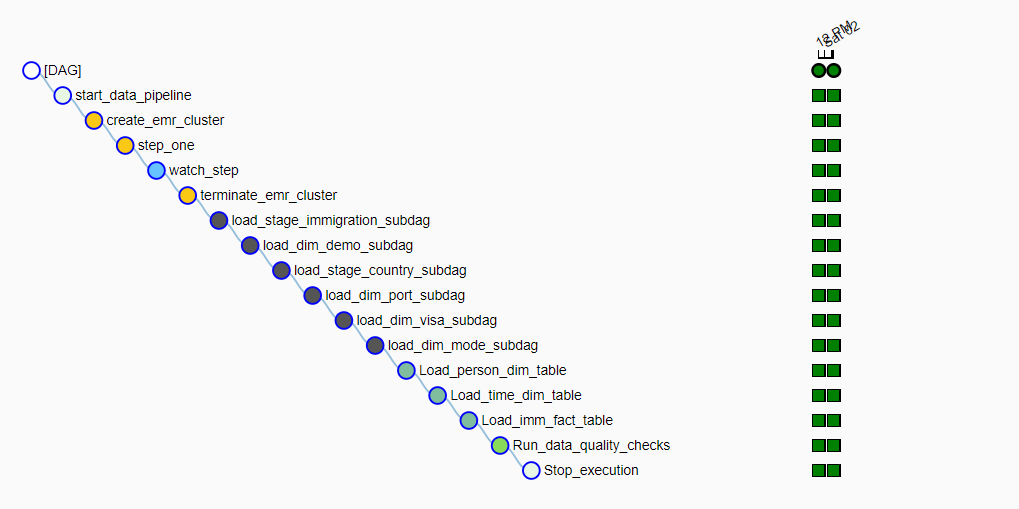 12 PM
Sat 02
[DAG]
start_data_pipeline
create_emr_cluster
step_one
watch_step
terminate_emr_cluster
load_stage_immigration_subdag
load_dim_demo_subdag
load_stage_country_subdag
load_dim_port_subdag
load_dim_visa_subdag
load_dim_mode_subdag
Load_person_dim_table
Load_time_dim_table
Load_imm_fact_table
Run_data_quality_checks
Stop_execution